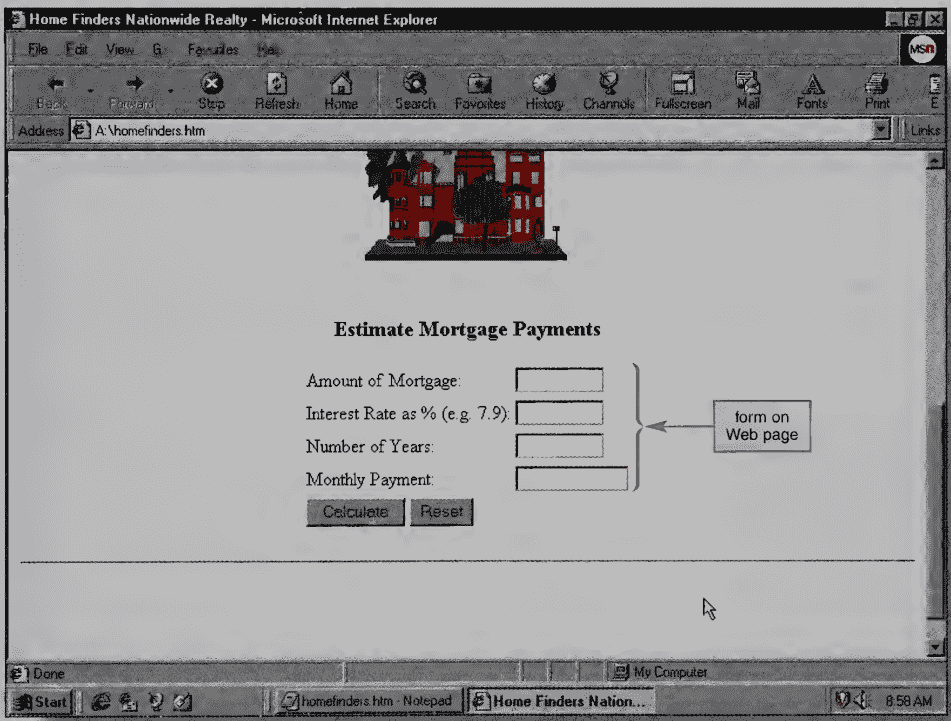 Home Finders Nationwide Realty - Microsoft Internet Explorer
File Edit View Favorites
MSN
Back Forward Stop Refresh Home Search Favorites History Channels Fullscreen Mail Fonts Print E
Address A:\homefinders.htm Links
Estimate Mortgage Payments
Amount of Mortgage:
Interest Rate as % (e.g. 7.9):
Number of Years:
Monthly Payment:
Calculate Reset
form on
Web page
Done My Computer
Start homefinders.htm - Notepad Home Finders Nation... 8:58 AM